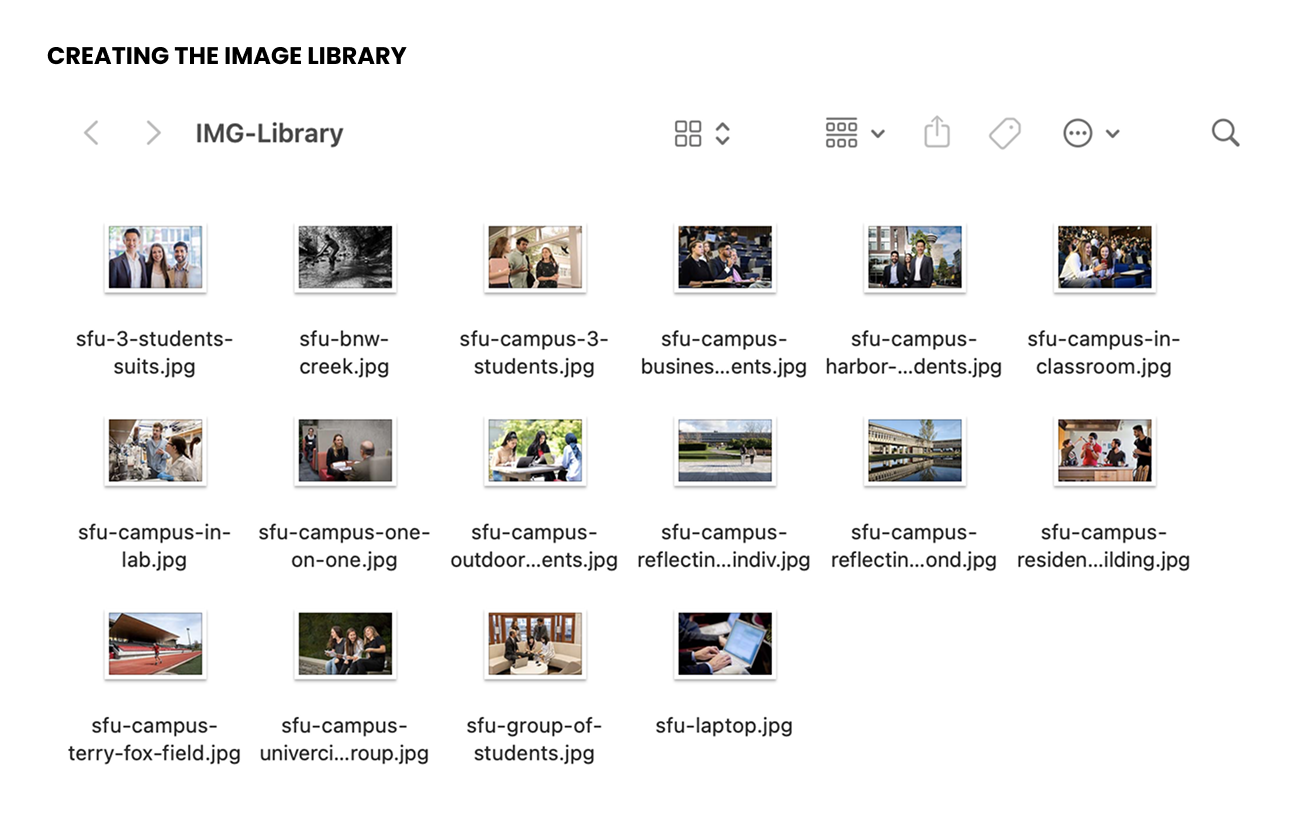 CREATING THE IMAGE LIBRARY
IMG-Library
sfu-3-students-
suits.jpg
sfu-bnw-
creek.jpg
sfu-campus-3-
students.jpg
sfu-campus-
busines...ents.jpg
sfu-campus-
harbor-...dents.jpg
sfu-campus-in-
classroom.jpg
sfu-campus-in-
lab.jpg
sfu-campus-one-
on-one.jpg
sfu-campus-
outdoor...ents.jpg
sfu-campus-
reflectin...indiv.jpg
sfu-campus-
reflectin...ond.jpg
sfu-campus-
residen...ilding.jpg
sfu-campus-
terry-fox-field.jpg
sfu-campus-
univerci...roup.jpg
sfu-group-of-
students.jpg
sfu-laptop.jpg